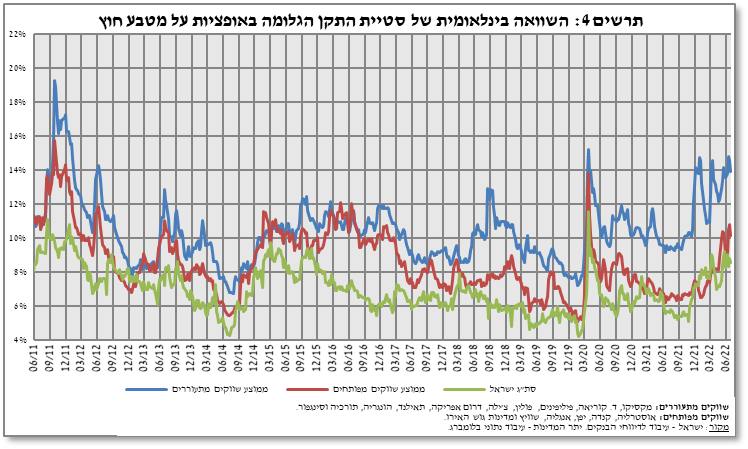 תרשים 4: השוואה בינלאומית של סטיית התקן הגלומה באופציות על מטבע חוץ
22%
20%
18%
16%
14%
12%
10%
8%
6%
4%
06/11 09/11 12/11 03/12 06/12 09/12 12/12 03/13 06/13 09/13 12/13 03/14 06/14 09/14 12/14 03/15 06/15 09/15 12/15 03/16 06/16 09/16 12/16 03/17 06/17 09/17 12/17 03/18 06/18 09/18 12/18 03/19 06/19 09/19 12/19 03/20 06/20 09/20 12/20 03/21 06/21 09/21 12/21 03/22 06/22
ממוצע שווקים מתעוררים ממוצע שווקים מפותחים סת״ג ישראל
שווקים מתעוררים: מקסיקו, ד. קוריאה, פיליפינים, פולין, צ'ילה, דרום אפריקה, תאילנד, הונגריה, תורכיה וסינגפור.
שווקים מפותחים: אוסטרליה, קנדה, יפן, אנגליה, שוויץ ומדינות גוש האירו.
מקור: ישראל - עיבוד לדיווחי הבנקים. יתר המדינות - עיבוד נתוני בלומברג.